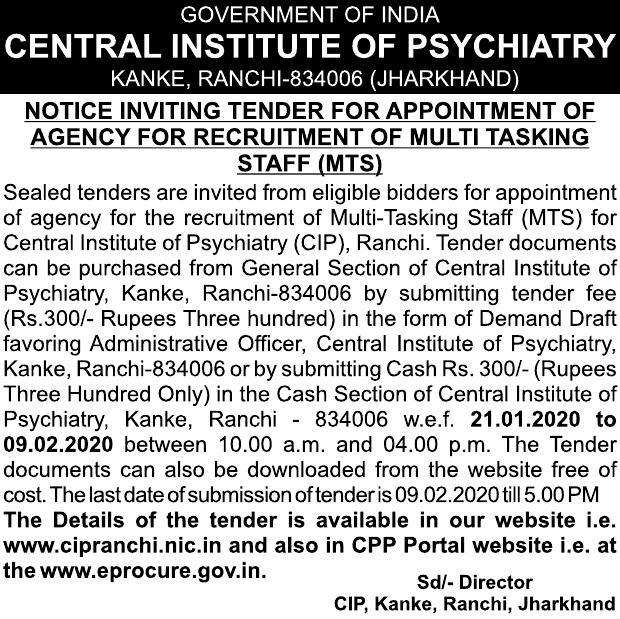 GOVERNMENT OF INDIA
CENTRAL INSTITUTE OF PSYCHIATRY
KANKE, RANCHI-834006 (JHARKHAND)
NOTICE INVITING TENDER FOR APPOINTMENT OF
AGENCY FOR RECRUITMENT OF MULTI TASKING
STAFF (MTS)
Sealed tenders are invited from eligible bidders for appointment
of agency for the recruitment of Multi-Tasking Staff (MTS) for
Central Institute of Psychiatry (CIP), Ranchi. Tender documents
can be purchased from General Section of Central Institute of
Psychiatry, Kanke, Ranchi-834006 by submitting tender fee
(Rs.300/- Rupees Three hundred) in the form of Demand Draft
favoring Administrative Officer, Central Institute of Psychiatry,
Kanke, Ranchi-834006 or by submitting Cash Rs. 300/- (Rupees
Three Hundred Only) in the Cash Section of Central Institute of
Psychiatry, Kanke, Ranchi - 834006 w.e.f. 21.01.2020 to
09.02.2020 between 10.00 a.m. and 04.00 p.m. The Tender
documents can also be downloaded from the website free of
cost. The last date of submission of tender is 09.02.2020 till 5.00 PM
The Details of the tender is available in our website i.e.
www.cipranchi.nic.in and also in CPP Portal website i.e. at
the www.eprocure.gov.in.
Sd/- Director
CIP, Kanke, Ranchi, Jharkhand